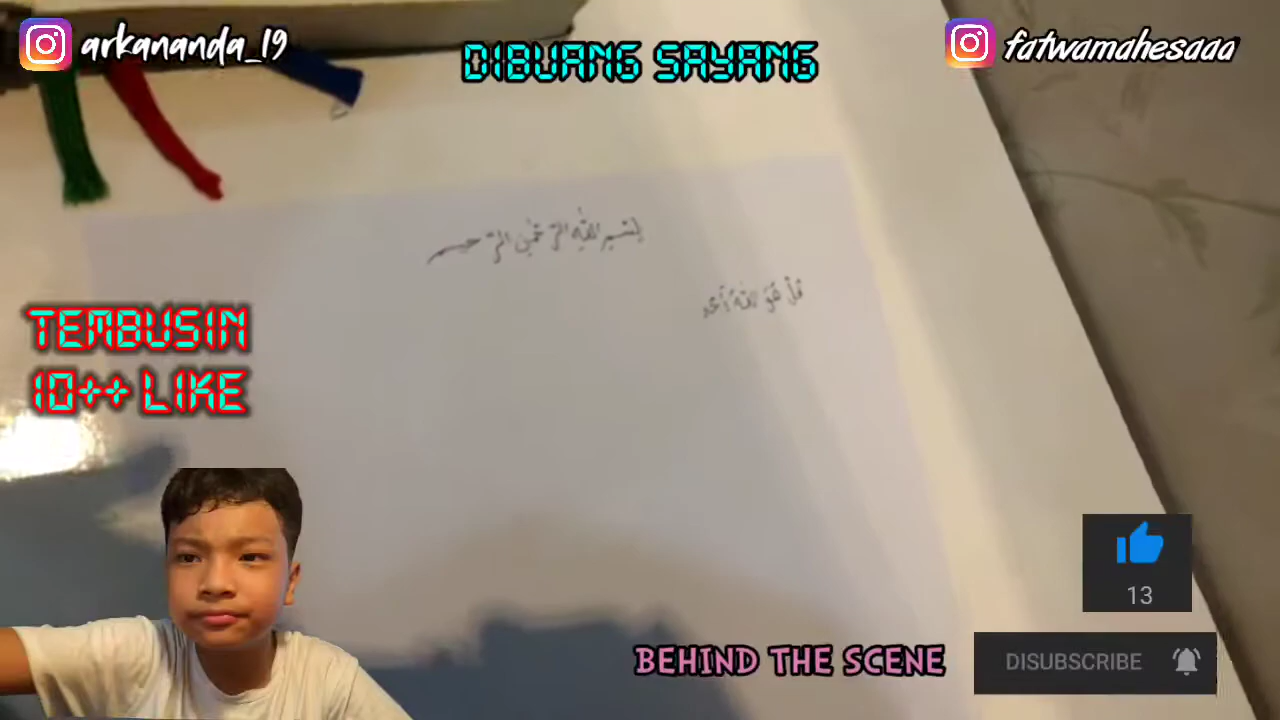 arkananda_19
DIBUANG SAYANG
fatwamahesaaa
بِسْمِ اللّٰهِ الرَّحْمٰنِ الرَّحِيم
قُلْ هُوَ اللّٰهُ أَحَد
TEMBUSIN
10++ LIKE
13
BEHIND THE SCENE
DISUBSCRIBE